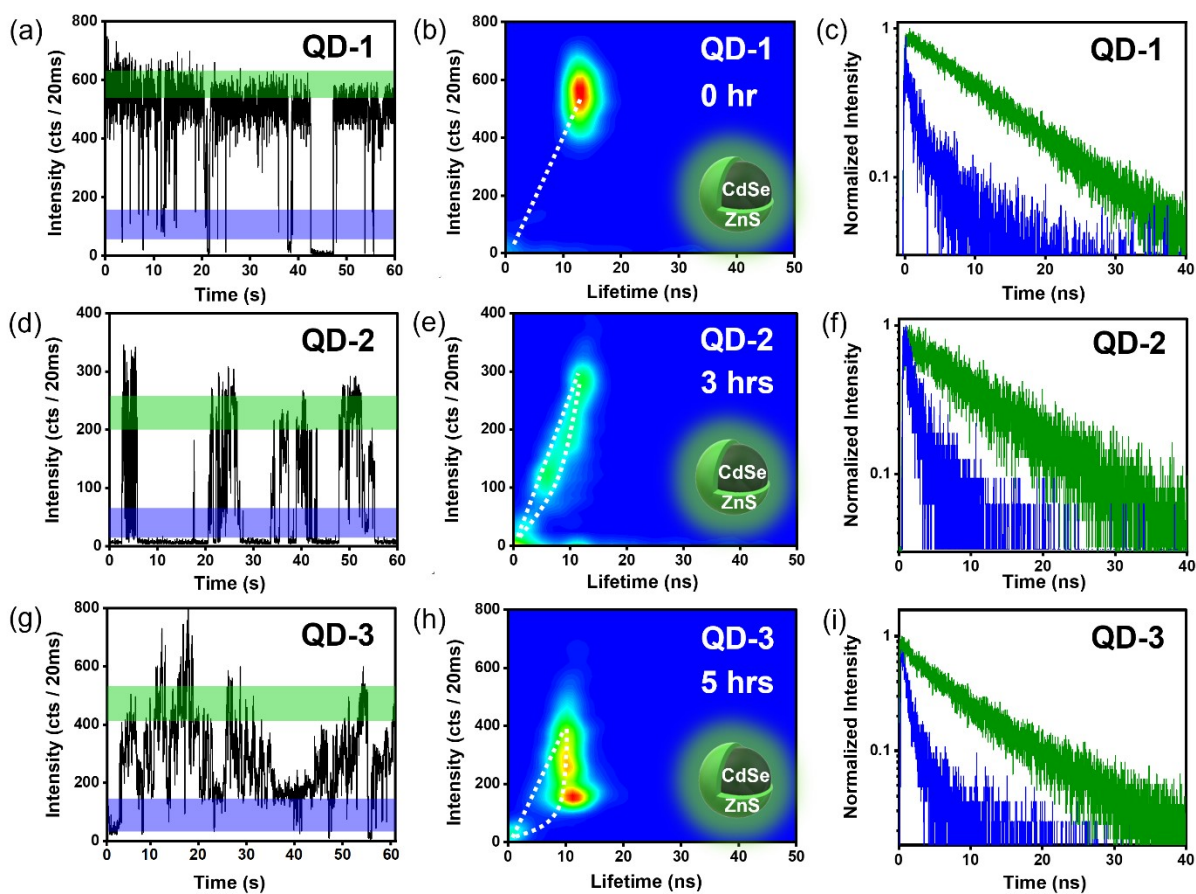 (a)
QD-1
Intensity (cts / 20ms)
800
600
400
200
0
0 10 20 30 40 50 60
Time (s)
(b)
QD-1
0 hr
CdSe
ZnS
Intensity (cts / 20ms)
800
600
400
200
0
0 10 20 30 40 50
Lifetime (ns)
(c)
QD-1
Normalized Intensity
1
0.1
0 10 20 30 40
Time (ns)
(d)
QD-2
Intensity (cts / 20ms)
400
300
200
100
0
0 10 20 30 40 50 60
Time (s)
(e)
QD-2
3 hrs
CdSe
ZnS
Intensity (cts / 20ms)
400
300
200
100
0
0 10 20 30 40 50
Lifetime (ns)
(f)
QD-2
Normalized Intensity
1
0.1
0 10 20 30 40
Time (ns)
(g)
QD-3
Intensity (cts / 20ms)
800
600
400
200
0
0 10 20 30 40 50 60
Time (s)
(h)
QD-3
5 hrs
CdSe
ZnS
Intensity (cts / 20ms)
800
600
400
200
0
0 10 20 30 40 50
Lifetime (ns)
(i)
QD-3
Normalized Intensity
1
0.1
0 10 20 30 40
Time (ns)